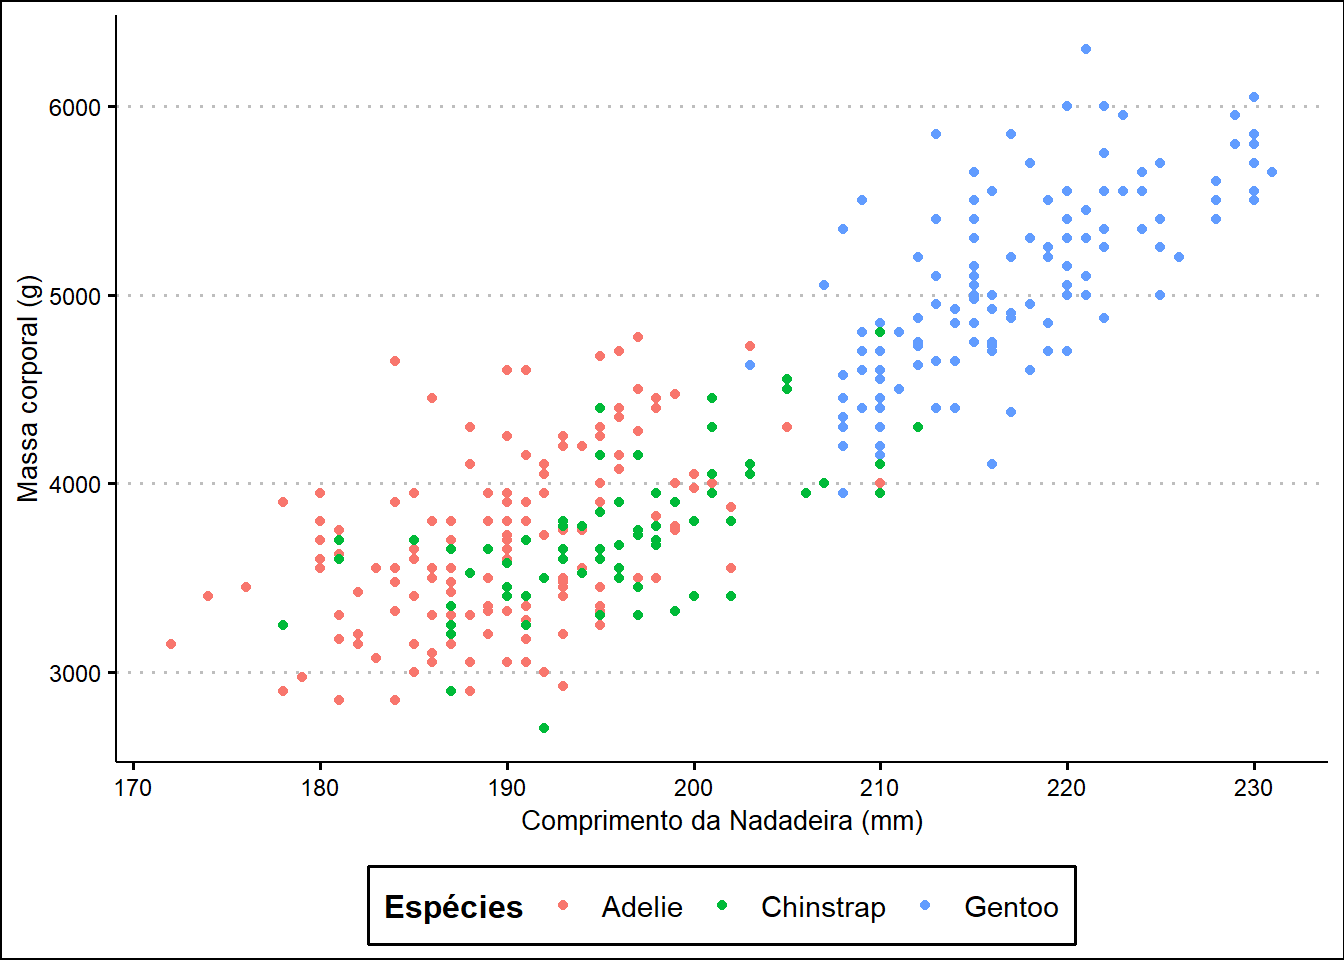 6000
5000
4000
3000
Massa corporal (g)
170 180 190 200 210 220 230
Comprimento da Nadadeira (mm)
Espécies Adelie Chinstrap Gentoo